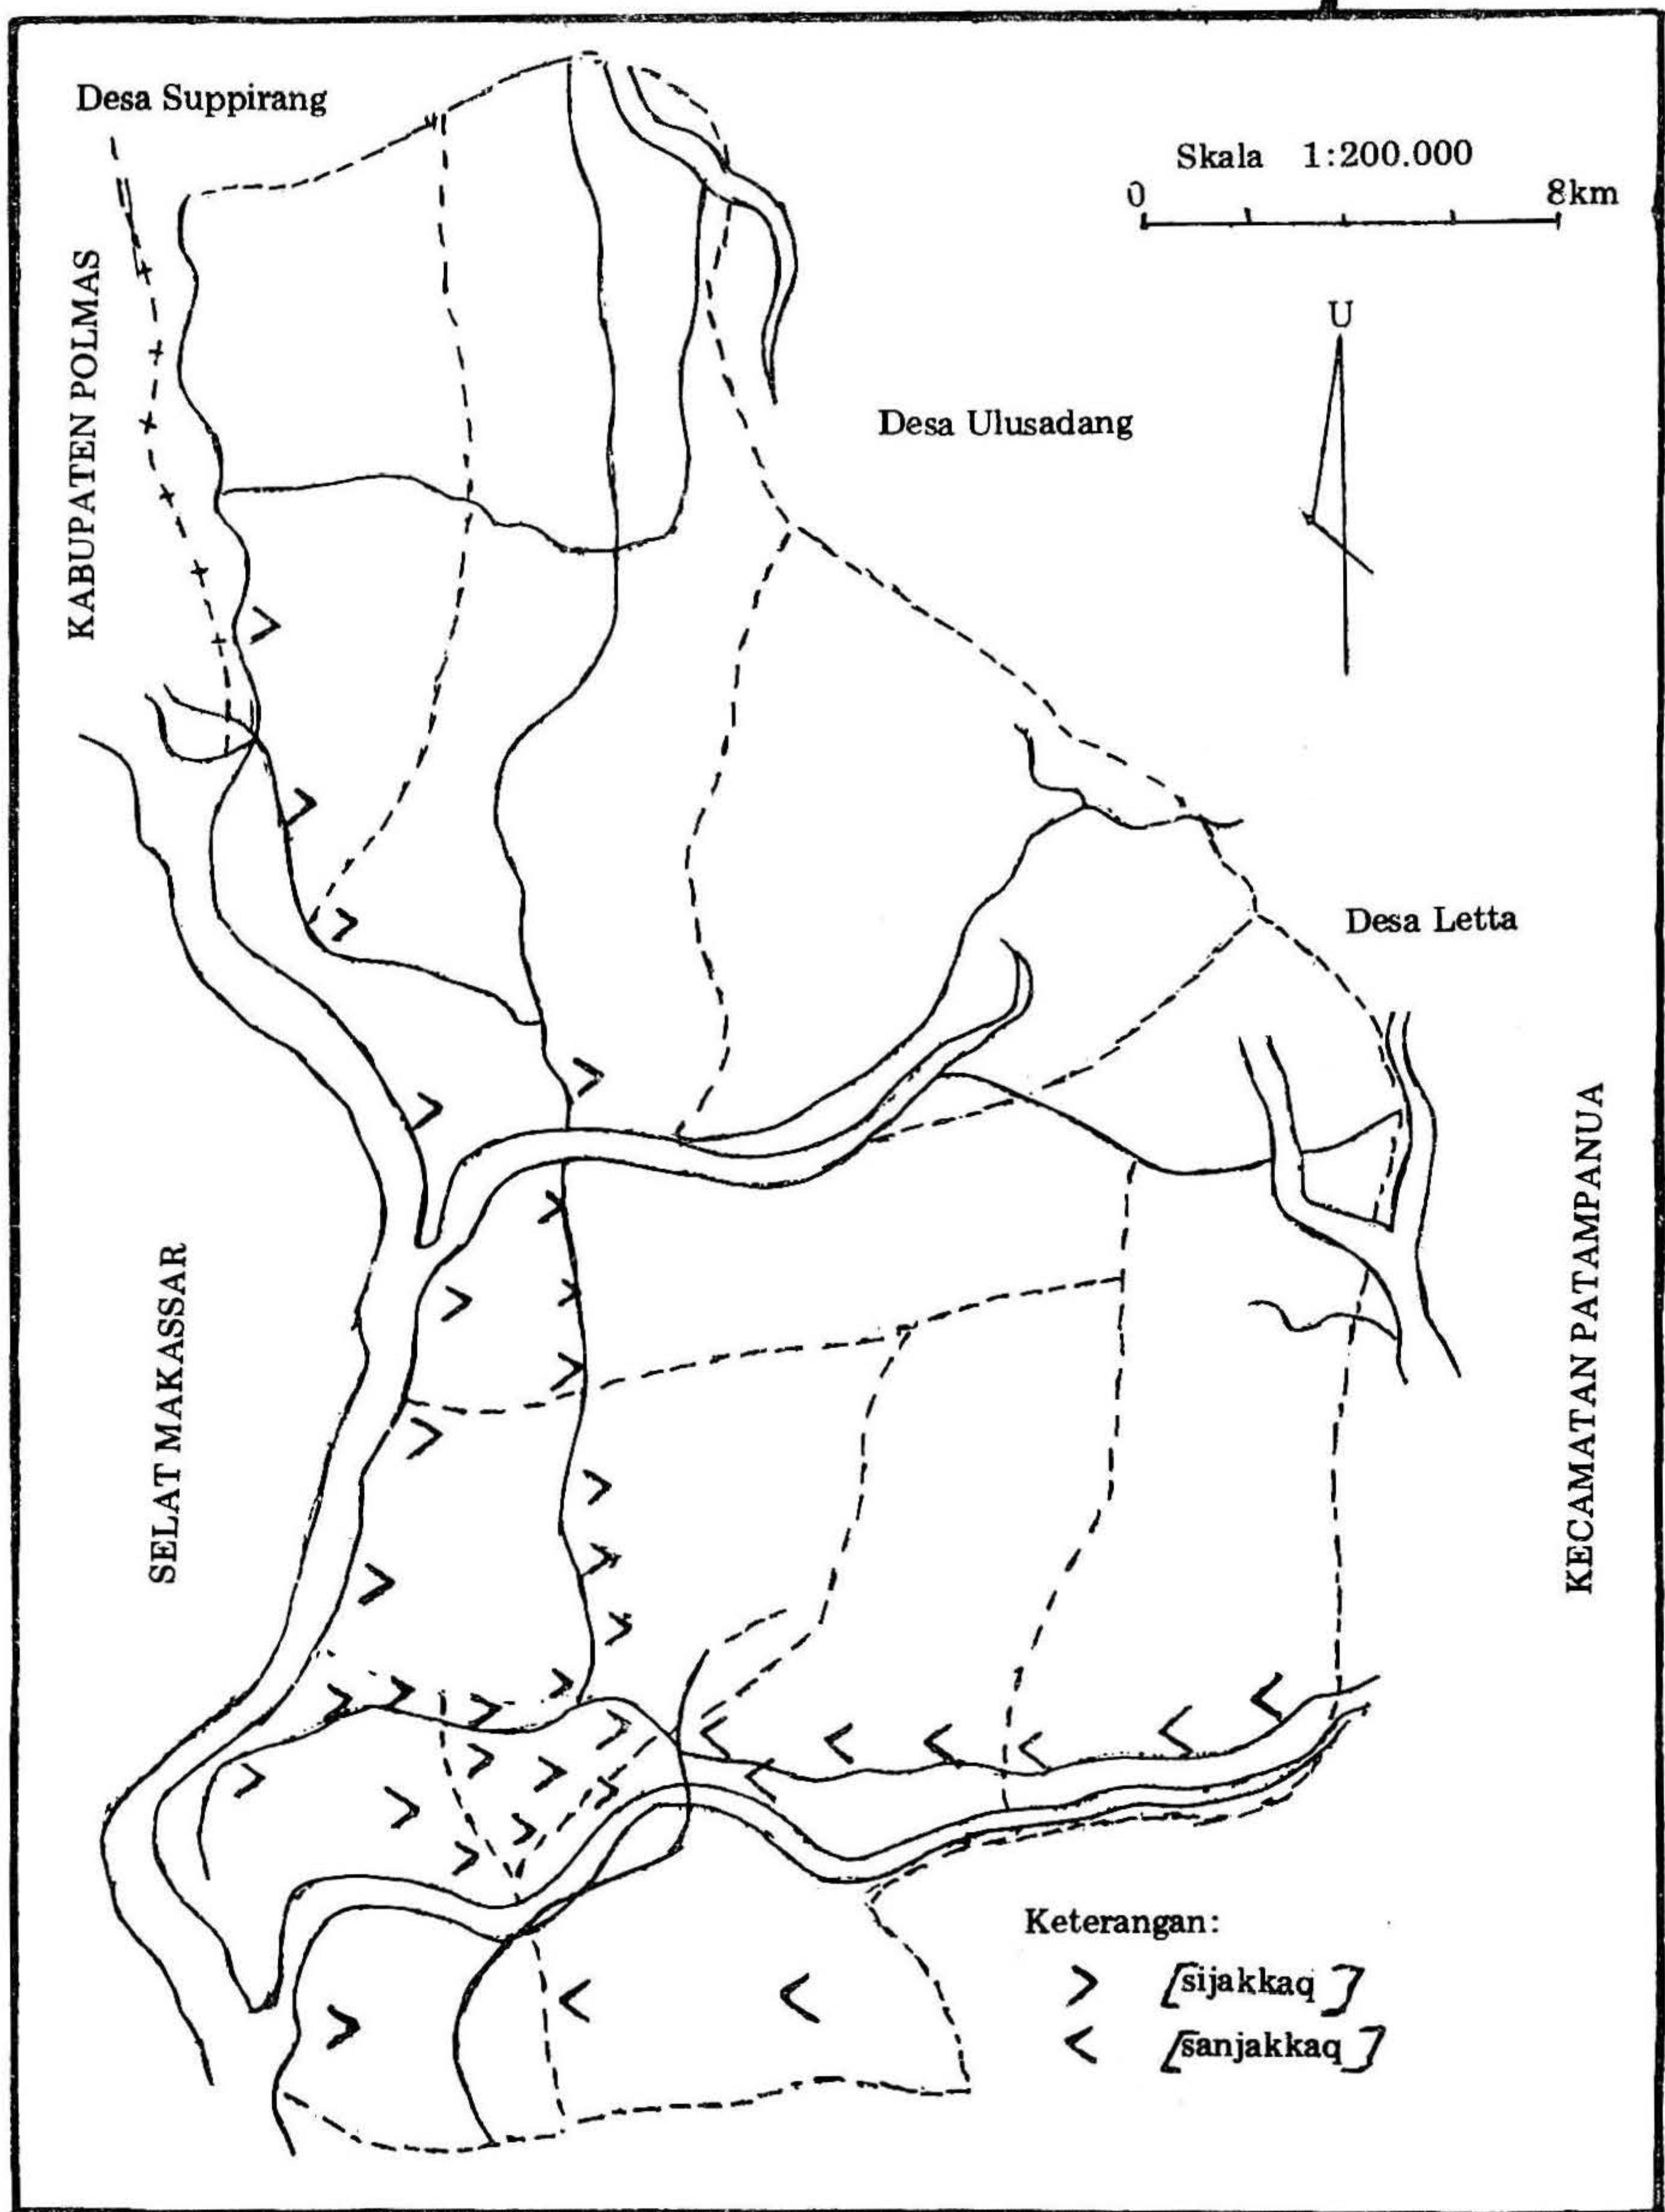 Desa Suppirang
Skala 1:200.000
0 8km
KABUPATEN POLMAS
U
Desa Ulusadang
Desa Letta
KECAMATAN PATAMPANUA
SELAT MAKASSAR
Keterangan:
> [sijakkaq]
< [sanjakkaq]